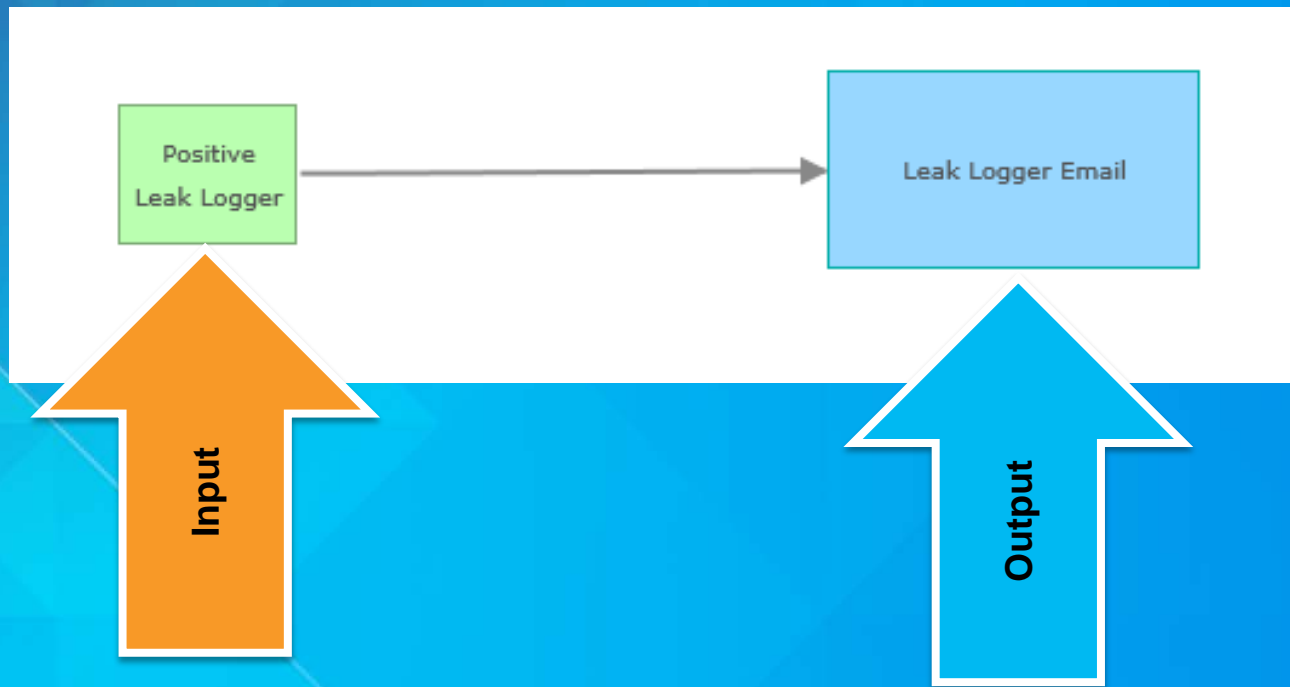 Positive
Leak Logger
Leak Logger Email
Input
Output